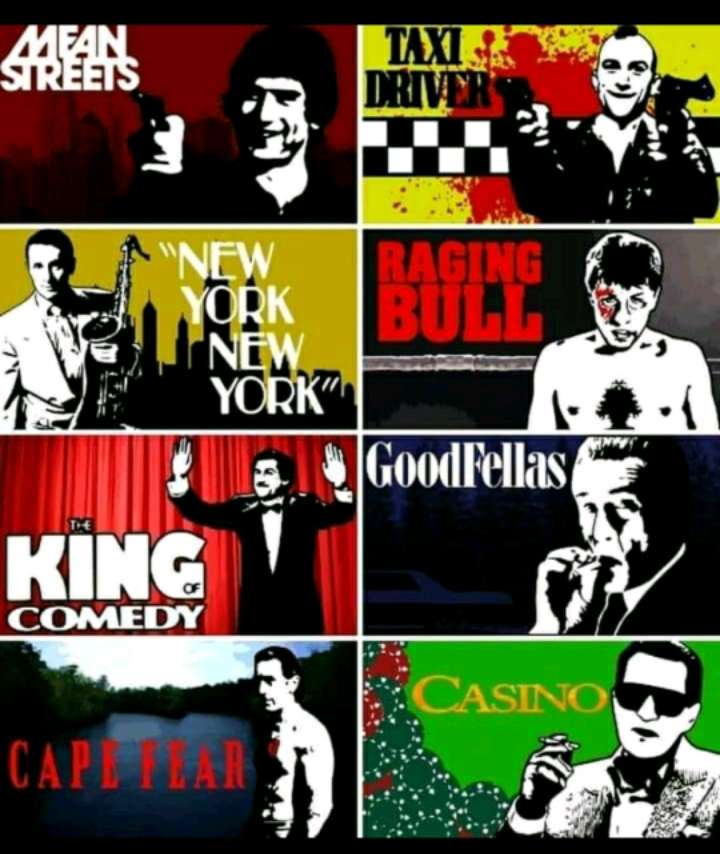 MEAN
STREETS
TAXI
DRIVER
"NEW
YORK
NEW
YORK"
RAGING
BULL
THE
KING
OF
COMEDY
GoodFellas
CAPE FEAR
CASINO